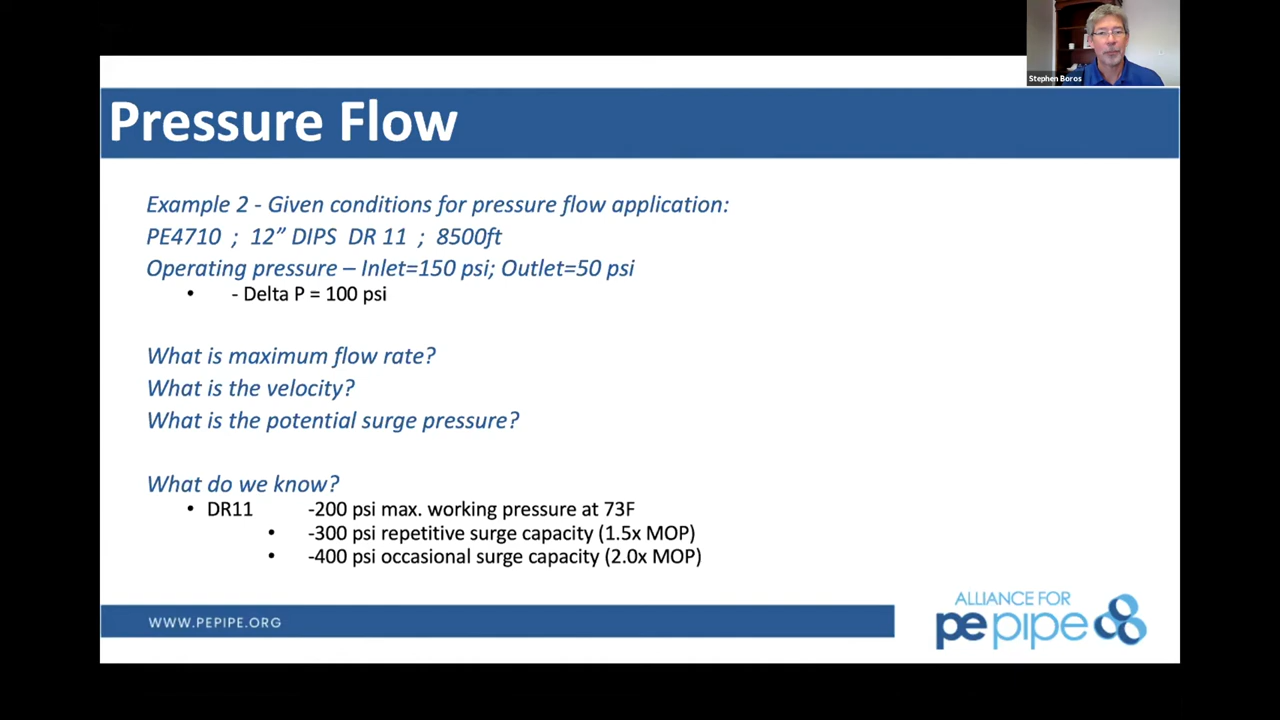 Stephen Boros
Pressure Flow
Example 2 - Given conditions for pressure flow application:
PE4710 ; 12” DIPS DR 11 ; 8500ft
Operating pressure – Inlet=150 psi; Outlet=50 psi
• - Delta P = 100 psi
What is maximum flow rate?
What is the velocity?
What is the potential surge pressure?
What do we know?
• DR11 -200 psi max. working pressure at 73F
• -300 psi repetitive surge capacity (1.5x MOP)
• -400 psi occasional surge capacity (2.0x MOP)
WWW.PEPIPE.ORG
ALLIANCE FOR
pepipe